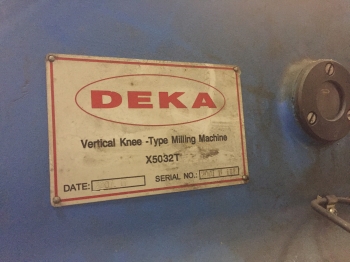 DEKA
Vertical Knee -Type Milling Machine
X5032T
DATE: SERIAL NO.: